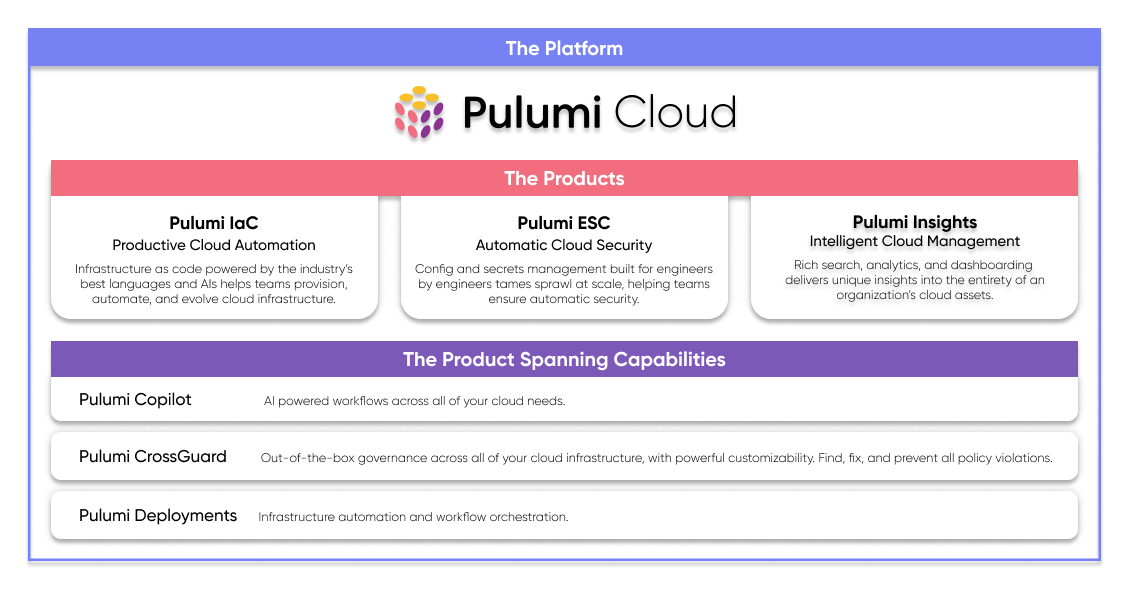 The Platform
Pulumi Cloud
The Products
Pulumi IaC
Productive Cloud Automation
Infrastructure as code powered by the industry's
best languages and AIs helps teams provision,
automate, and evolve cloud infrastructure.
Pulumi ESC
Automatic Cloud Security
Config and secrets management built for engineers
by engineers tames sprawl at scale, helping teams
ensure automatic security.
Pulumi Insights
Intelligent Cloud Management
Rich search, analytics, and dashboarding
delivers unique insights into the entirety of an
organization's cloud assets.
The Product Spanning Capabilities
Pulumi Copilot AI powered workflows across all of your cloud needs.
Pulumi CrossGuard Out-of-the-box governance across all of your cloud infrastructure, with powerful customizability. Find, fix, and prevent all policy violations.
Pulumi Deployments Infrastructure automation and workflow orchestration.